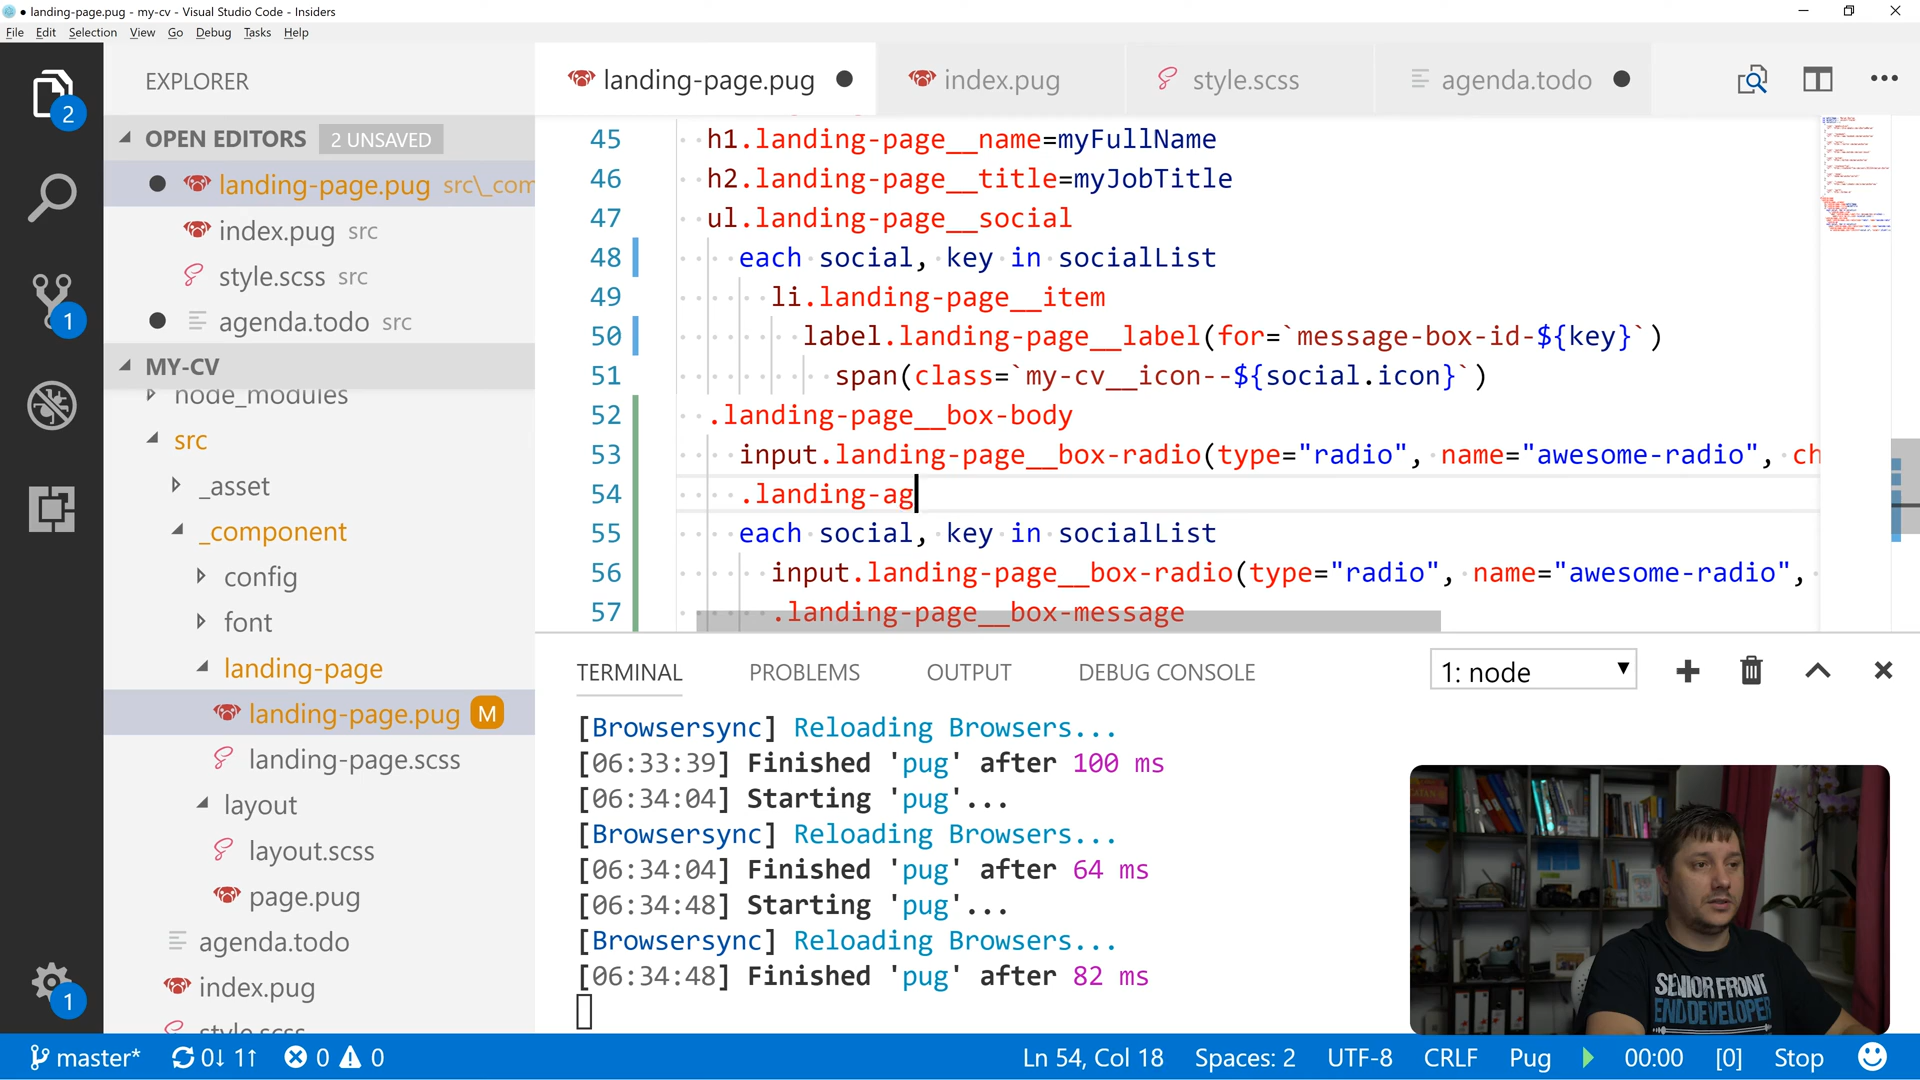 landing-page.pug - my-cv - Visual Studio Code - Insiders
File Edit Selection View Go Debug Tasks Help
EXPLORER
landing-page.pug index.pug style.scss agenda.todo
OPEN EDITORS 2 UNSAVED
landing-page.pug src\_com
index.pug src
style.scss src
agenda.todo src
MY-CV
node_modules
src
_asset
_component
config
font
landing-page
landing-page.pug M
landing-page.scss
layout
layout.scss
page.pug
agenda.todo
index.pug
style.scss
2
1
1
45 h1.landing-page__name=myFullName
46 h2.landing-page__title=myJobTitle
47 ul.landing-page__social
48 each social, key in socialList
49 li.landing-page__item
50 label.landing-page__label(for=`message-box-id-${key}`)
51 span(class=`my-cv__icon--${social.icon}`)
52 .landing-page__box-body
53 input.landing-page__box-radio(type="radio", name="awesome-radio", ch
54 .landing-ag
55 each social, key in socialList
56 input.landing-page__box-radio(type="radio", name="awesome-radio",
57 .landing-page__box-message
TERMINAL PROBLEMS OUTPUT DEBUG CONSOLE 1: node
[Browsersync] Reloading Browsers...
[06:33:39] Finished 'pug' after 100 ms
[06:34:04] Starting 'pug'...
[Browsersync] Reloading Browsers...
[06:34:04] Finished 'pug' after 64 ms
[06:34:48] Starting 'pug'...
[Browsersync] Reloading Browsers...
[06:34:48] Finished 'pug' after 82 ms
SENIOR FRONT
END DEVELOPER
master* 0↓ 1↑ 0 0 Ln 54, Col 18 Spaces: 2 UTF-8 CRLF Pug 00:00 [0] Stop